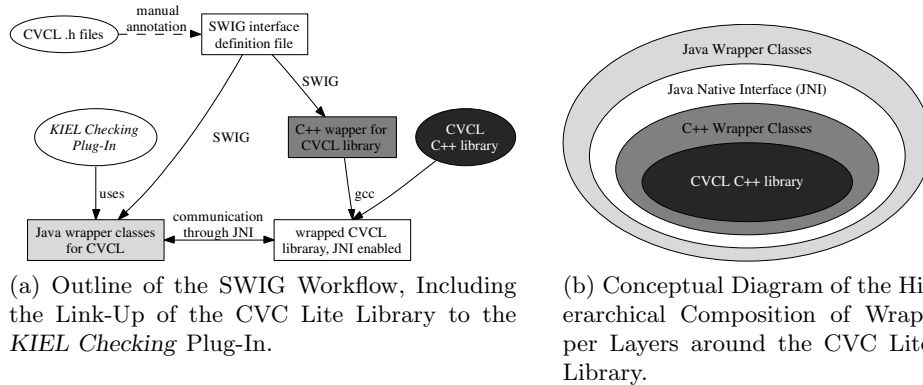 CVCL .h files
manual
annotation
SWIG interface
definition file
SWIG
KIEL Checking
Plug-In
SWIG
C++ wapper for
CVCL library
CVCL
C++ library
uses
gcc
Java wrapper classes
for CVCL
communication
through JNI
wrapped CVCL
libraray, JNI enabled
(a) Outline of the SWIG Workflow, Including
the Link-Up of the CVC Lite Library to the
KIEL Checking Plug-In.
Java Wrapper Classes
Java Native Interface (JNI)
C++ Wrapper Classes
CVCL C++ library
(b) Conceptual Diagram of the Hi
erarchical Composition of Wrap
per Layers around the CVC Lite
Library.